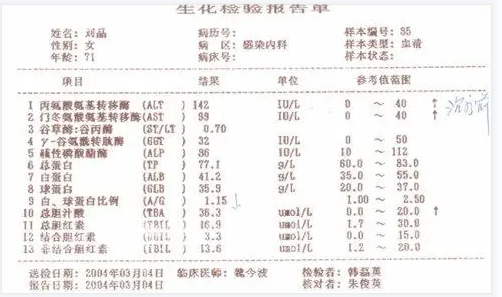 生化检验报告单
姓名: 刘晶 病历号: 样本编号: 35
性别: 女 病 区: 感染内科 样本类型: 血清
年龄: 71 病床号: 样本状态:
项目 结果 单位 参考值范围
1 丙氨酸氨基转移酶 (ALT ) 142 IU/L 0 ~ 40 ↑ 治疗前
2 门冬氨酸氨基转移酶 (AST ) 99 IU/L 0 ~ 40 ↑
3 谷草酶:谷丙酶 (ST/LT ) 0.70
4 γ-谷氨酰转肽酶 (GGT ) 32 IU/L 0 ~ 50
5 碱性磷酸酶 (ALP ) 86 IU/L 10 ~ 112
6 总蛋白 (TP ) 77.1 g/L 60.0 ~ 83.0
7 白蛋白 (ALB ) 41.2 g/L 35.0 ~ 55.0
8 球蛋白 (GLB ) 35.9 g/L 20.0 ~ 37.0
9 白、球蛋白比例 (A/G ) 1.15 1.00 ~ 2.50
10 总胆汁酸 (TBA ) 36.3 umol/L 0.0 ~ 20.0 ↑
11 总胆红素 (TBIL ) 16.9 umol/L 1.7 ~ 30.0
12 结合胆红素 (DBIL ) 3.3 umol/L 0.0 ~ 15.0
13 非结合胆红素 (IBIL ) 13.6 umol/L 1.2 ~ 20.0
送检日期: 2004年03月04日 临床医师: 魏今波 检验者: 韩磊英
报告日期: 2004年03月04日 核对者: 朱俊英